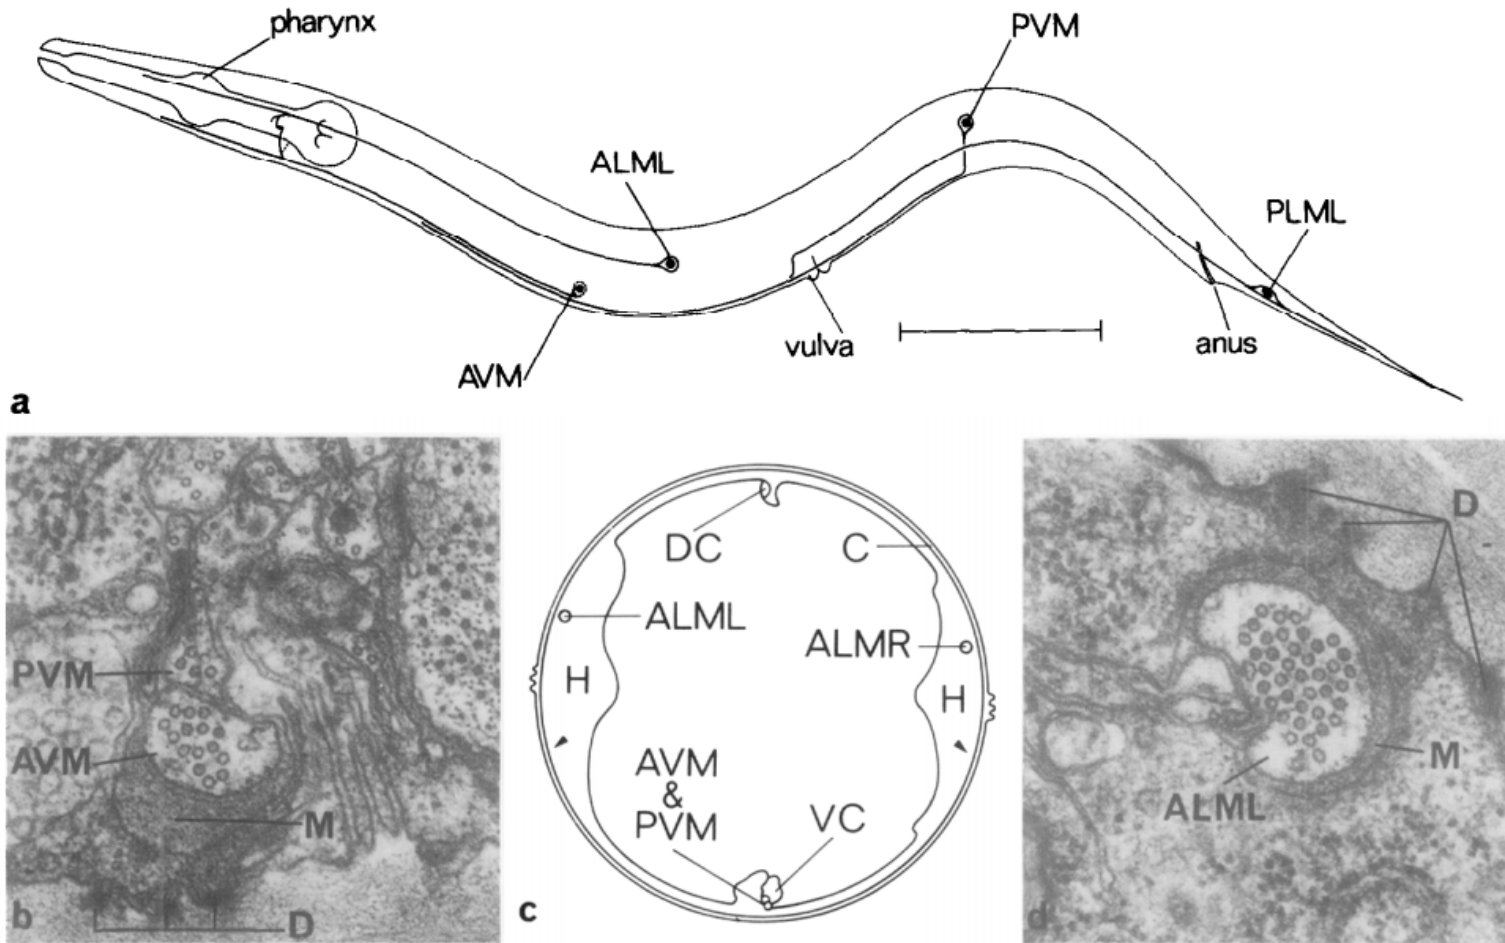 pharynx
PVM
ALML
PLML
AVM
vulva
anus
a
PVM
AVM
M
D
b
DC
C
ALML
ALMR
H
H
AVM
&
PVM
VC
c
D
M
ALML
d